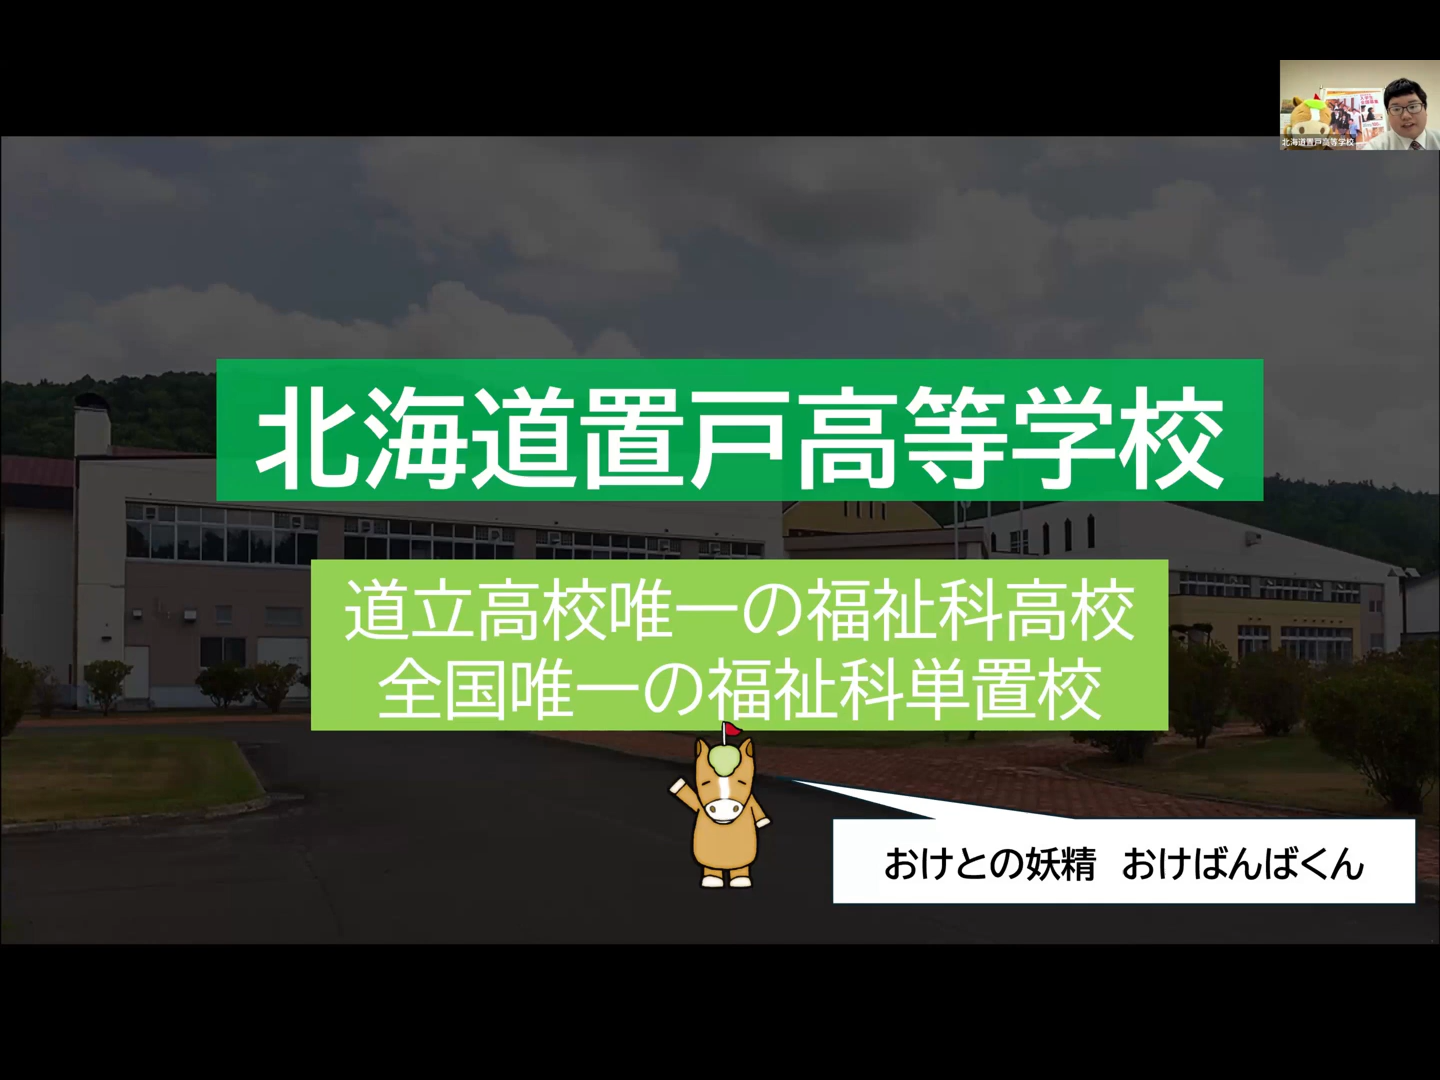 北海道置戸高等学校
北海道置戸高等学校
道立高校唯一の福祉科高校
全国唯一の福祉科単置校
おけとの妖精　おけばんばくん